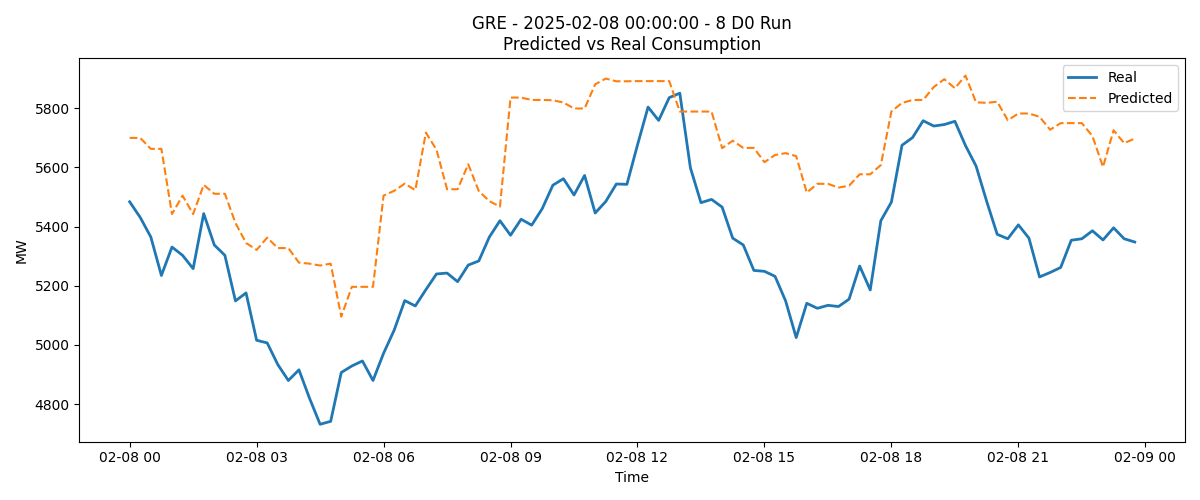 GRE - 2025-02-08 00:00:00 - 8 D0 Run
Predicted vs Real Consumption
Real
Predicted
MW
5800
5600
5400
5200
5000
4800
02-08 00
02-08 03
02-08 06
02-08 09
02-08 12
02-08 15
02-08 18
02-08 21
02-09 00
Time